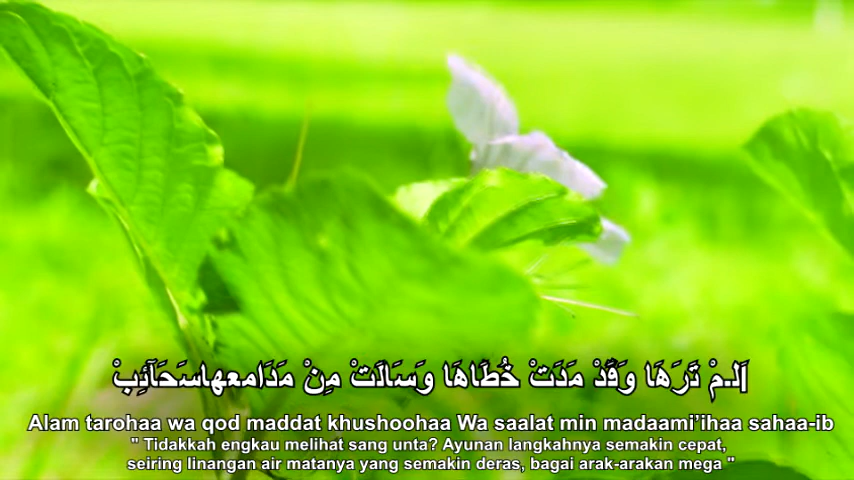 اَلَـمْ تَرَهَا وَقَدْ مَدَتْ خُطَاهَا وَسَالَتْ مِنْ مَدَامعهاسَحَآئِبْ
Alam tarohaa wa qod maddat khushoohaa Wa saalat min madaami’ihaa sahaa-ib
" Tidakkah engkau melihat sang unta? Ayunan langkahnya semakin cepat,
seiring linangan air matanya yang semakin deras, bagai arak-arakan mega "